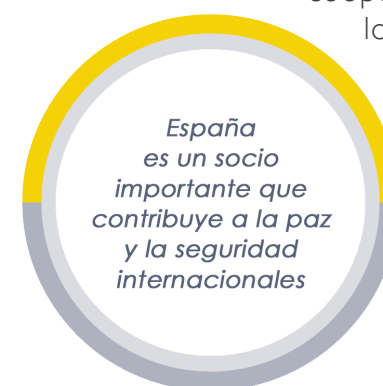 España
es un socio
importante que
contribuye a la paz
y la seguridad
internacionales